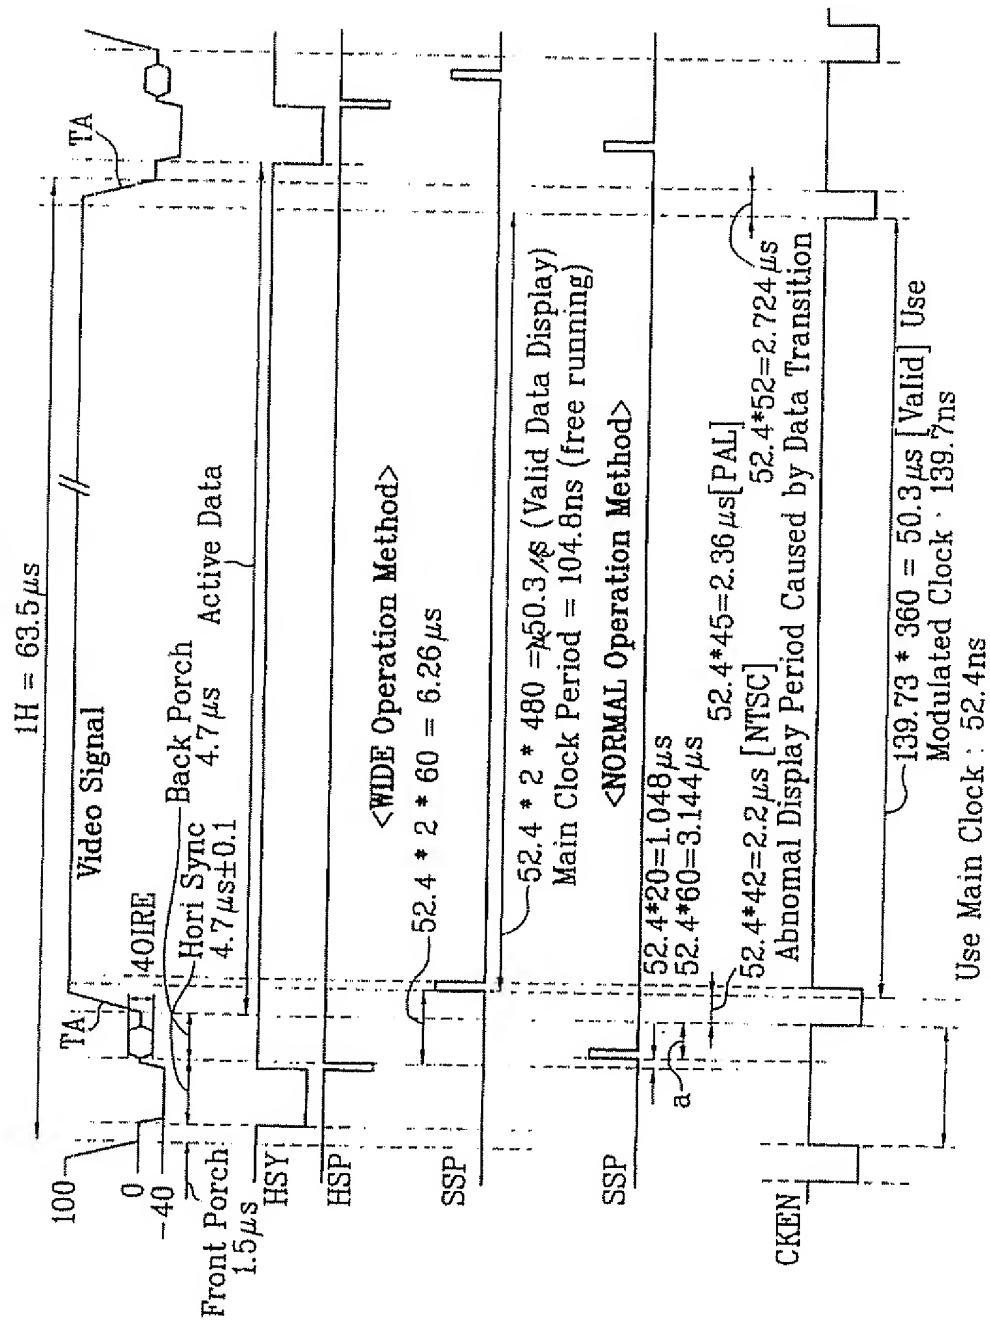 1H = 63.5μs
Video Signal
TA
TA
100
0
-40
40IRE
Back Porch
Hori Sync
4.7μs±0.1
4.7μs
Active Data
Front Porch
1.5μs
HSY
HSP
<WIDE Operation Method>
52.4 * 2 * 60 = 6.26μs
SSP
52.4 * 2 * 480 = 50.3μs (Valid Data Display)
Main Clock Period = 104.8ns (free running)
<NORMAL Operation Method>
SSP
52.4*20=1.048μs
52.4*60=3.144μs
a
52.4*45=2.36μs[PAL]
52.4*42=2.2μs [NTSC]
52.4*52=2.724μs
Abnomal Display Period Caused by Data Transition
CKEN
139.73 * 360 = 50.3μs [Valid] Use
Modulated Clock : 139.7ns
Use Main Clock : 52.4ns